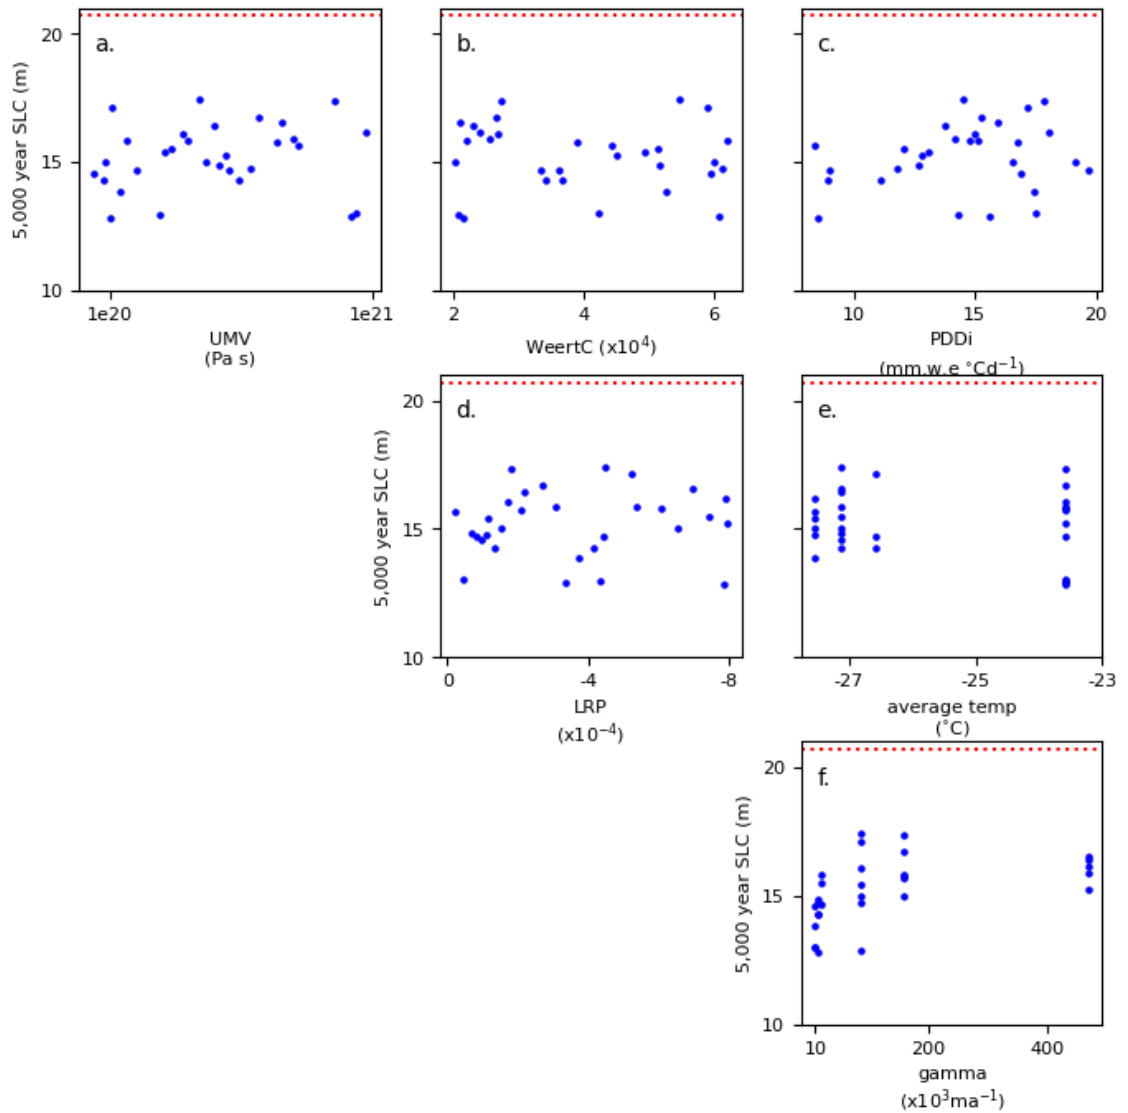 20
15
10
5,000 year SLC (m)
a.
1e20
1e21
UMV
(Pa s)
b.
2
4
6
WeertC (x10⁴)
c.
10
15
20
PDDi
(mm.w.e °Cd⁻¹)
20
15
10
5,000 year SLC (m)
d.
0
-4
-8
LRP
(x10⁻⁴)
e.
-27
-25
-23
average temp
(°C)
20
15
10
5,000 year SLC (m)
f.
10
200
400
gamma
(x10³ma⁻¹)